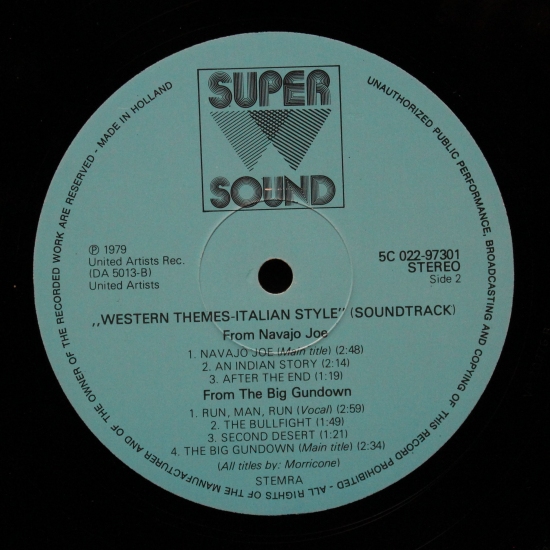 SUPER
SOUND
ALL RIGHTS OF THE MANUFACTURER AND OF THE OWNER OF THE RECORDED WORK ARE RESERVED - MADE IN HOLLAND
UNAUTHORIZED PUBLIC PERFORMANCE, BROADCASTING AND COPYING OF THIS RECORD PROHIBITED -
℗ 1979
United Artists Rec.
(DA 5013-B)
United Artists
5C 022-97301
STEREO
Side 2
,,WESTERN THEMES-ITALIAN STYLE" (SOUNDTRACK)
From Navajo Joe
1. NAVAJO JOE (Main title) (2:48)
2. AN INDIAN STORY (2:14)
3. AFTER THE END (1:19)
From The Big Gundown
1. RUN, MAN, RUN (Vocal) (2:59)
2. THE BULLFIGHT (1:49)
3. SECOND DESERT (1:21)
4. THE BIG GUNDOWN (Main title) (2:34)
(All titles by: Morricone)
STEMRA